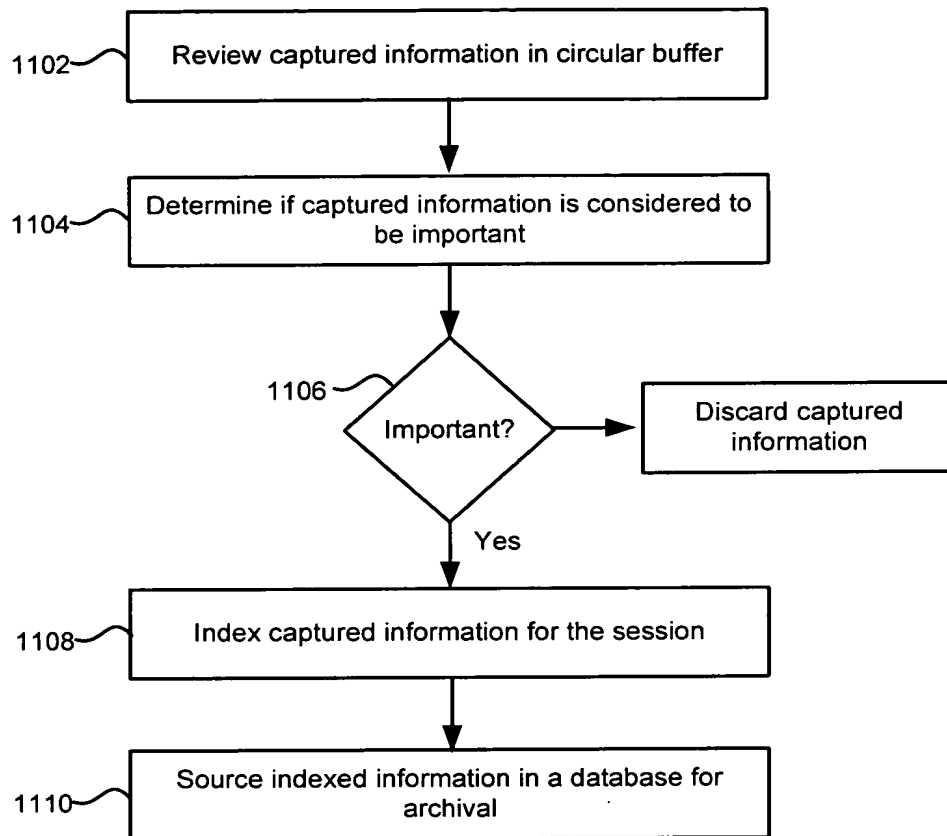 1102
Review captured information in circular buffer
1104
Determine if captured information is considered to
be important
1106
Important?
Discard captured
information
Yes
1108
Index captured information for the session
1110
Source indexed information in a database for
archival